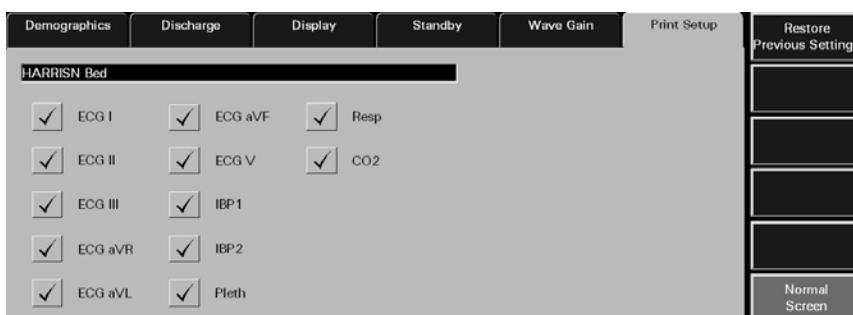 Demographics
Discharge
Display
Standby
Wave Gain
Print Setup
Restore
Previous Setting
HARRISN Bed
ECG I
ECG aVF
Resp
ECG II
ECG V
CO2
ECG III
IBP1
ECG aVR
IBP2
ECG aVL
Pleth
Normal
Screen